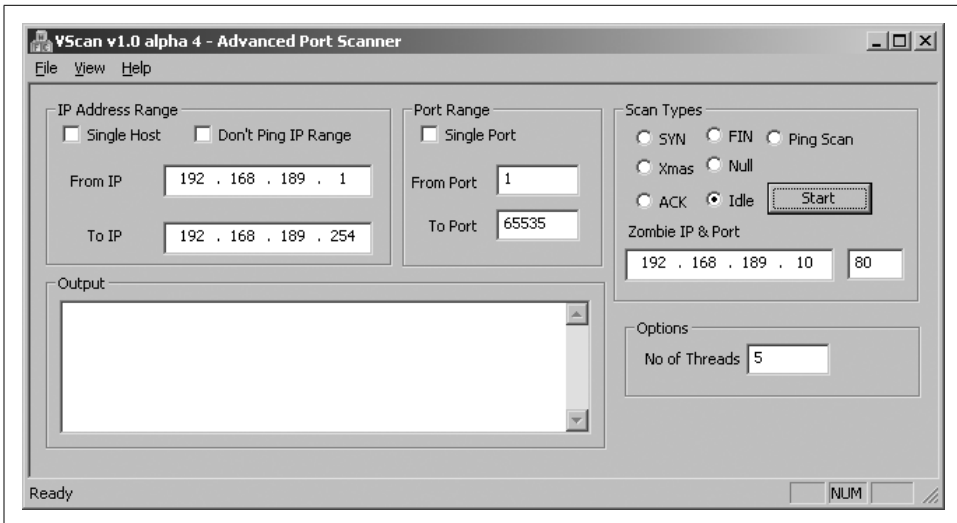 VScan v1.0 alpha 4 - Advanced Port Scanner
File View Help
IP Address Range
Single Host Don't Ping IP Range
From IP 192 . 168 . 189 . 1
To IP 192 . 168 . 189 . 254
Port Range
Single Port
From Port 1
To Port 65535
Scan Types
SYN FIN Ping Scan
Xmas Null
ACK Idle Start
Zombie IP & Port
192 . 168 . 189 . 10 80
Output
Options
No of Threads 5
Ready NUM